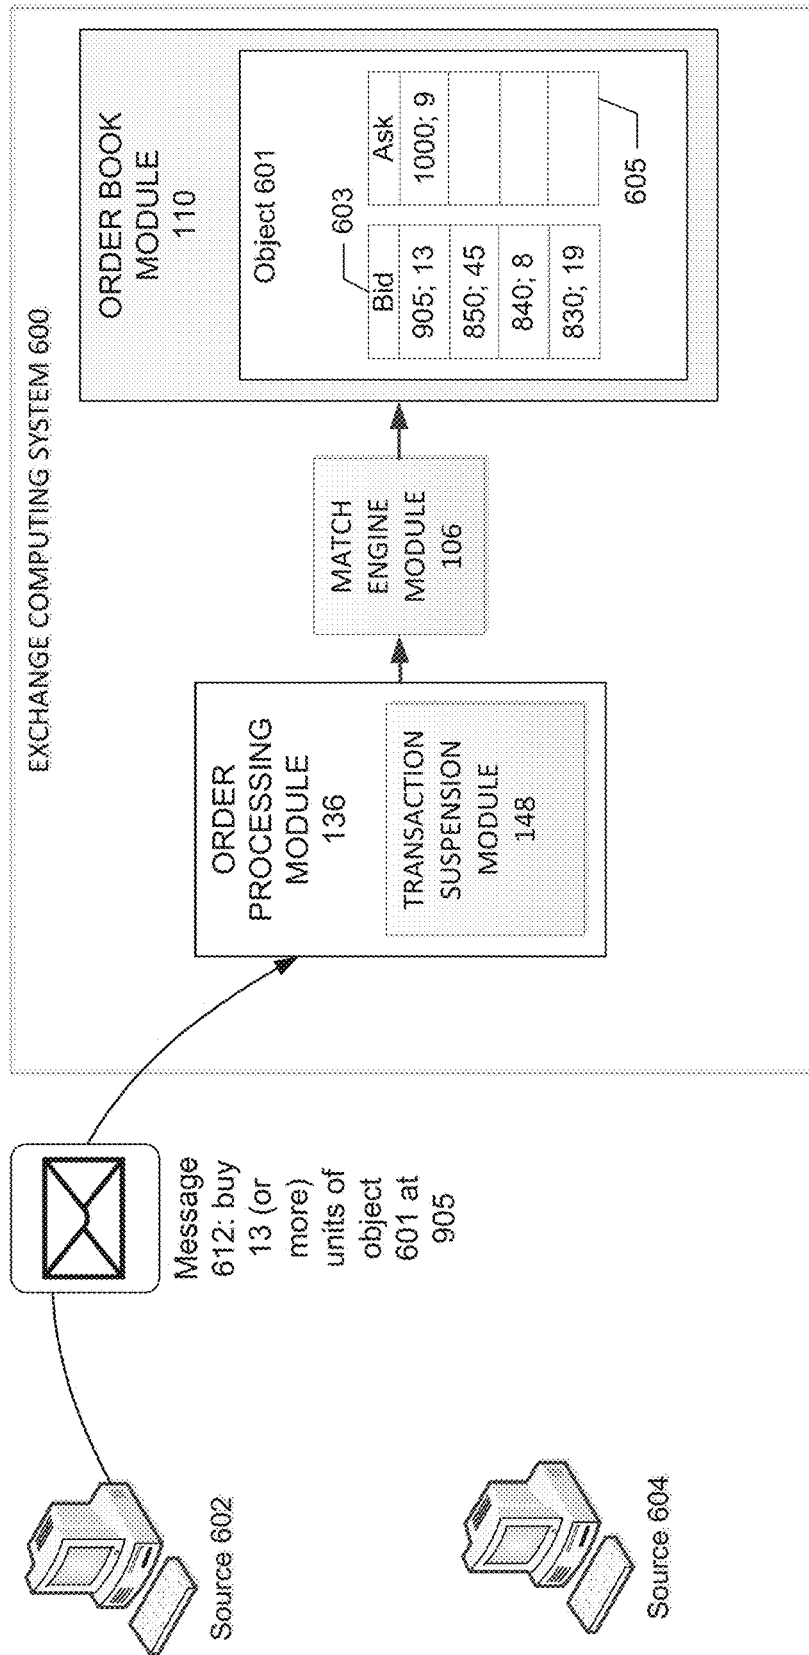 EXCHANGE COMPUTING SYSTEM 600
Source 602
Source 604
Message
612: buy
13 (or
more)
units of
object
601 at
905
ORDER
PROCESSING
MODULE
136
TRANSACTION
SUSPENSION
MODULE
148
MATCH
ENGINE
MODULE
106
ORDER BOOK
MODULE
110
Object 601
603
Bid
905; 13
850; 45
840; 8
830; 19
Ask
1000; 9
605